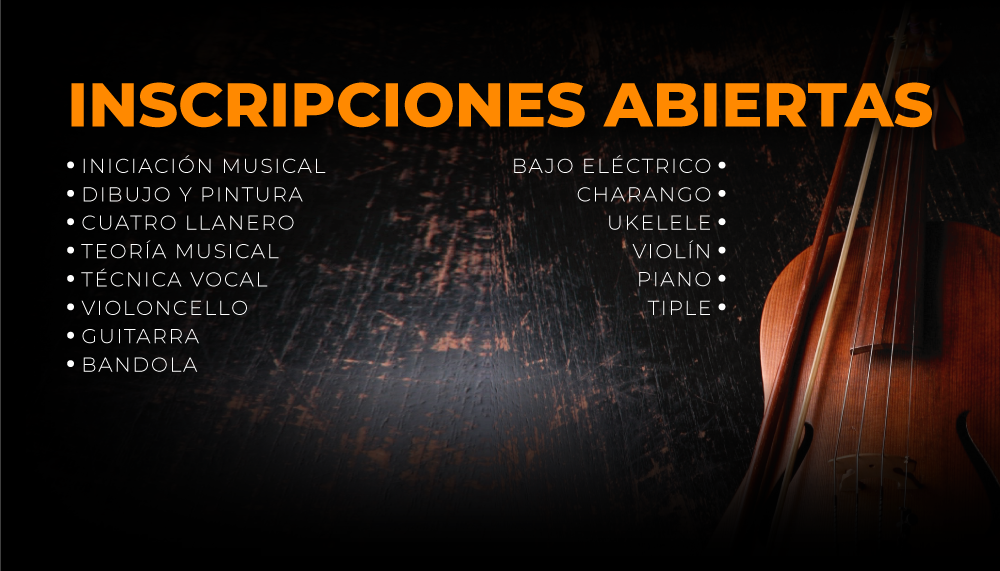 INSCRIPCIONES ABIERTAS
• INICIACIÓN MUSICAL
• DIBUJO Y PINTURA
• CUATRO LLANERO
• TEORÍA MUSICAL
• TÉCNICA VOCAL
• VIOLONCELLO
• GUITARRA
• BANDOLA
BAJO ELÉCTRICO •
CHARANGO •
UKELELE •
VIOLÍN •
PIANO •
TIPLE •